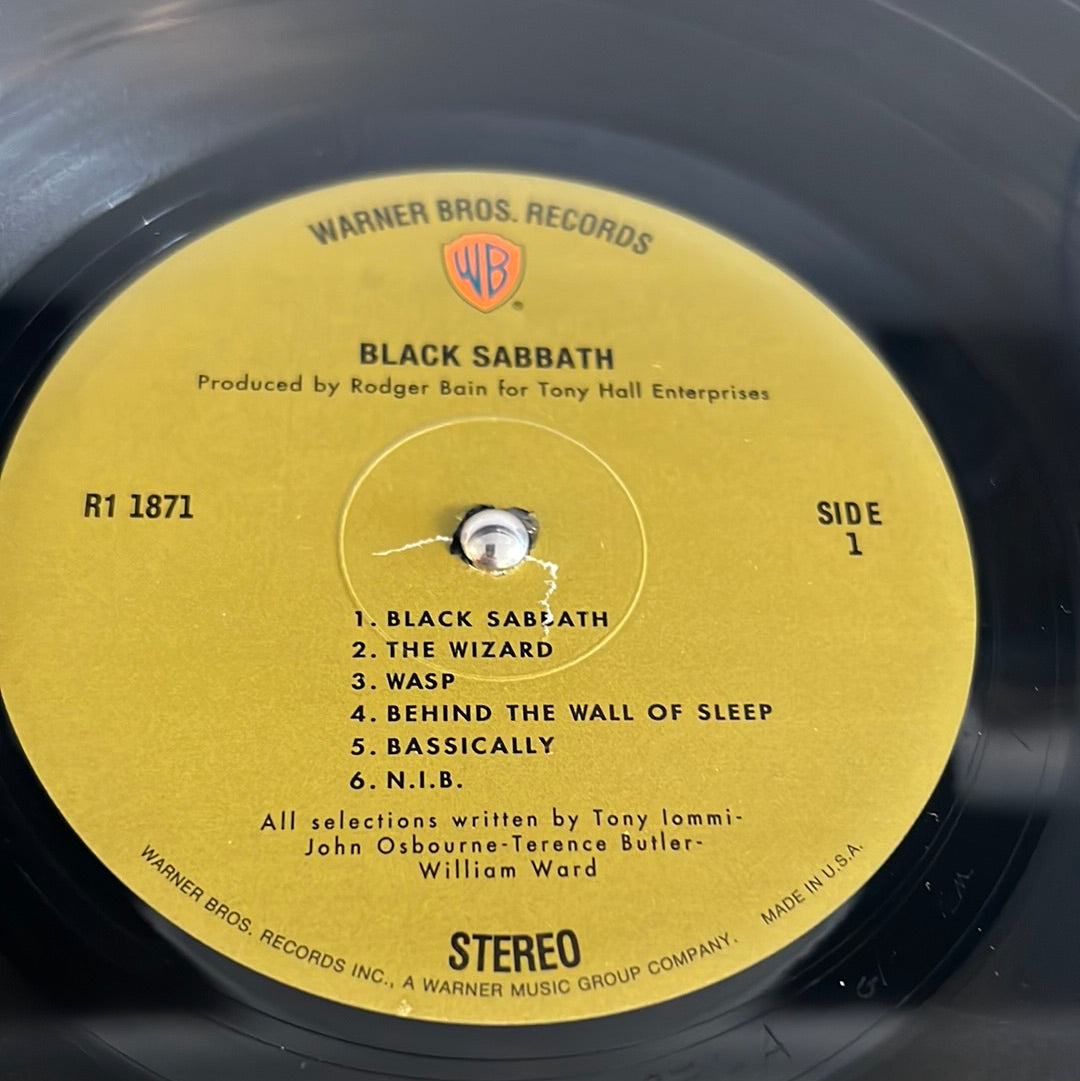 WARNER BROS. RECORDS
WB
BLACK SABBATH
Produced by Rodger Bain for Tony Hall Enterprises
R1 1871
SIDE
1
1. BLACK SABBATH
2. THE WIZARD
3. WASP
4. BEHIND THE WALL OF SLEEP
5. BASSICALLY
6. N.I.B.
All selections written by Tony Iommi-
John Osbourne-Terence Butler-
William Ward
STEREO
WARNER BROS. RECORDS INC., A WARNER MUSIC GROUP COMPANY. MADE IN U.S.A.